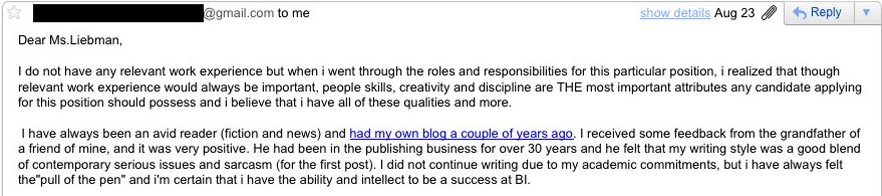 @gmail.com to me show details Aug 23 Reply
Dear Ms.Liebman,
I do not have any relevant work experience but when i went through the roles and responsibilities for this particular position, i realized that though
relevant work experience would always be important, people skills, creativity and discipline are THE most important attributes any candidate applying
for this position should possess and i believe that i have all of these qualities and more.
I have always been an avid reader (fiction and news) and had my own blog a couple of years ago. I received some feedback from the grandfather of
a friend of mine, and it was very positive. He had been in the publishing business for over 30 years and he felt that my writing style was a good blend
of contemporary serious issues and sarcasm (for the first post). I did not continue writing due to my academic commitments, but i have always felt
the"pull of the pen" and i'm certain that i have the ability and intellect to be a success at BI.